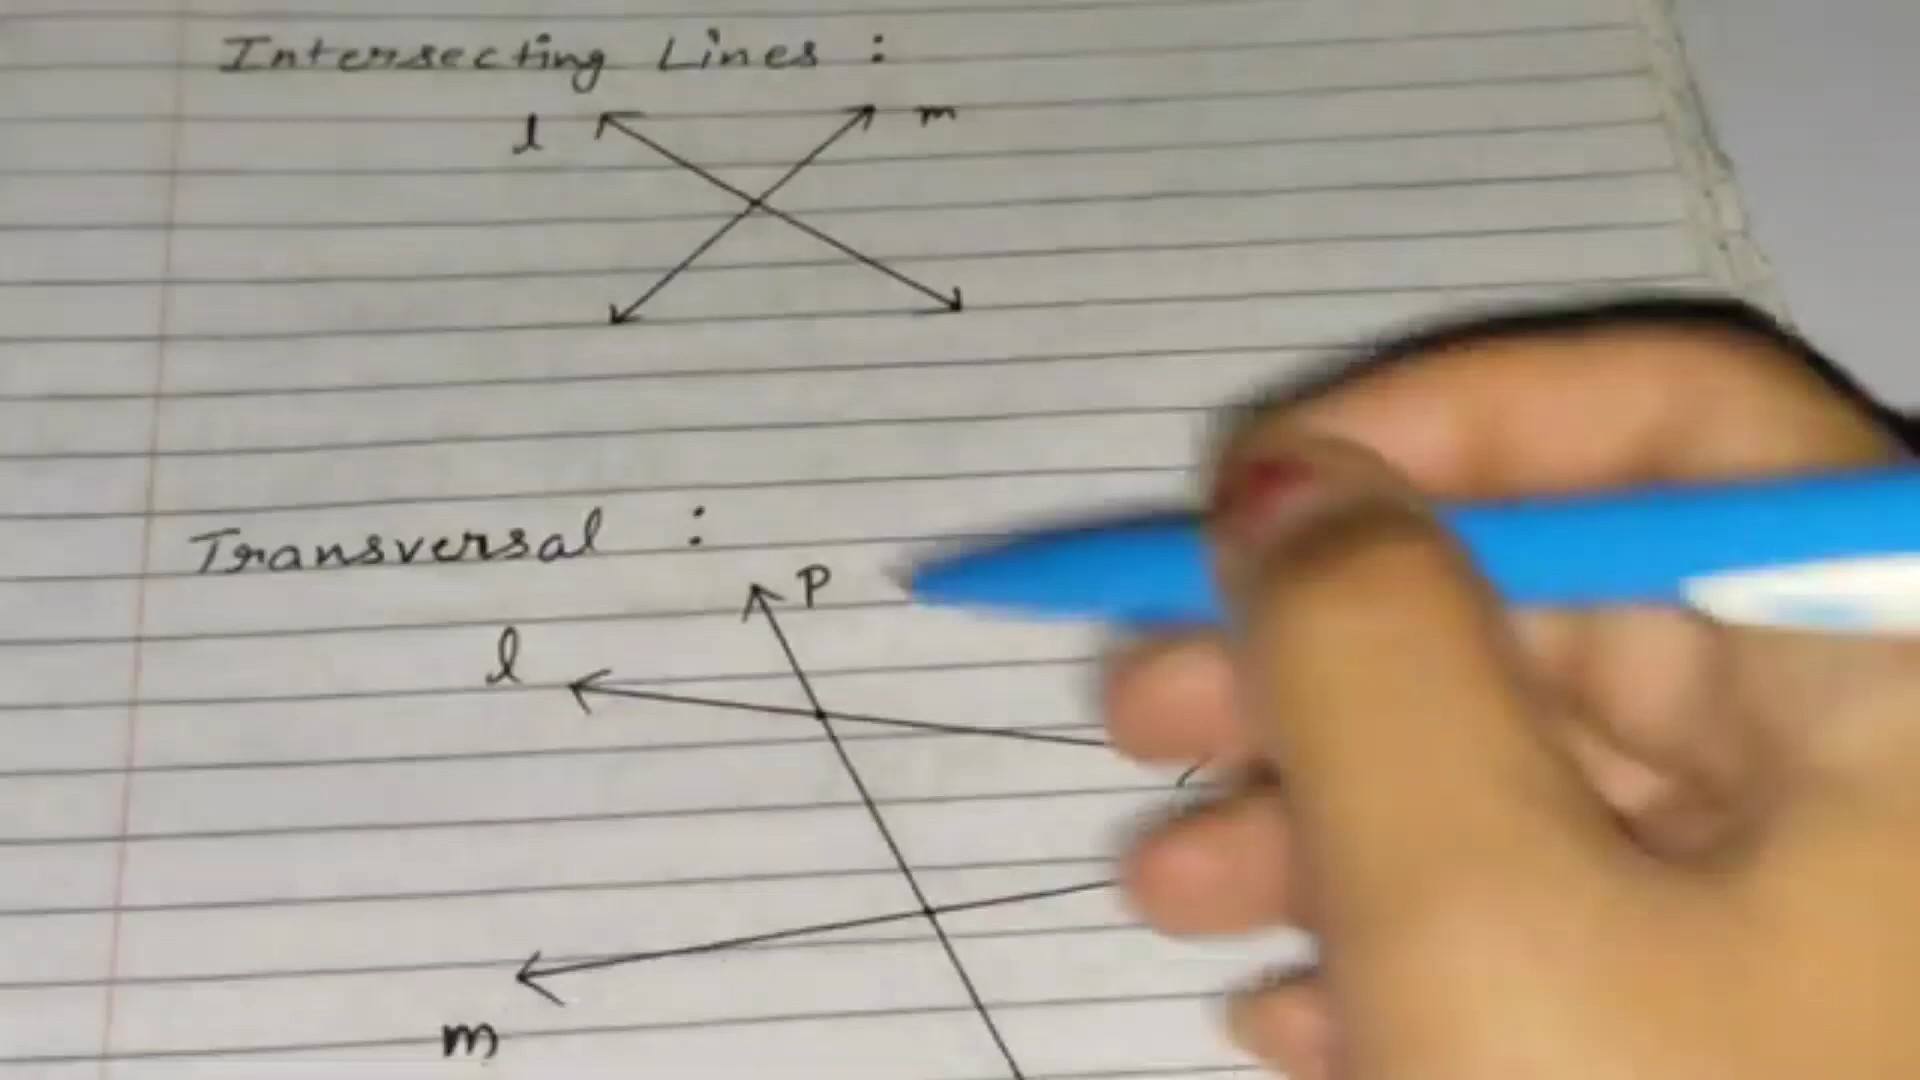 Intersecting Lines :
l m
Transversal :
p
l
m